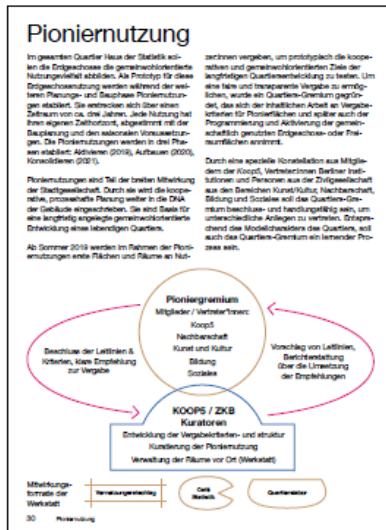 Pioniernutzung
Im gesamten Quartier Haus der Statistik sol-
len die Erdgeschosse die gemeinwohlorientierte
Nutzungsvielfalt abbilden. Als Prototyp für diese
Erdgeschossnutzung werden während der wei-
teren Planungs- und Bauphase Pioniernutzun-
gen etabliert. Sie erstrecken sich über einen
Zeitraum von ca. drei Jahren. Jede Nutzung hat
ihren eigenen Zeithorizont, abgestimmt mit der
Bauplanung und den saisonalen Voraussetzun-
gen. Die Pioniernutzungen werden in drei Pha-
sen etabliert: Aktivieren (2019), Aufbauen (2020),
Konsolidieren (2021).
Pioniernutzungen sind Teil der breiten Mitwirkung
der Stadtgesellschaft. Durch sie wird die koope-
rative, prozesshafte Planung weiter in die DNA
der Gebäude eingeschrieben. Sie sind Basis für
eine langfristig angelegte gemeinwohlorientierte
Entwicklung eines lebendigen Quartiers.
Ab Sommer 2019 werden im Rahmen der Pioni-
ernutzungen erste Flächen und Räume an Nut-
zer:innen vergeben, um prototypisch die koope-
rativen und gemeinwohlorientierten Ziele der
langfristigen Quartiersentwicklung zu testen. Um
eine faire und transparente Vergabe zu ermög-
lichen, wurde ein Quartiers-Gremium gegrün-
det, das sich der inhaltlichen Arbeit an Vergabe-
kriterien für Pionierflächen und später auch der
Programmierung und Aktivierung der gemein-
schaftlich genutzten Erdgeschoss- oder Frei-
raumflächen annimmt.
Durch eine spezielle Konstellation aus Mitglie-
dern der Koop5, Vertreter:innen Berliner Insti-
tutionen und Personen aus der Zivilgesellschaft
aus den Bereichen Kunst/Kultur, Nachbarschaft,
Bildung und Soziales soll das Quartiers-Gre-
mium beschluss- und handlungsfähig sein, um
unterschiedliche Anliegen zu vertreten. Entspre-
chend des Modellcharakters des Quartiers, soll
auch das Quartiers-Gremium ein lernender Pro-
zess sein.
Pioniergremium
Mitglieder / Vertreter*innen:
Koop5
Nachbarschaft
Kunst und Kultur
Bildung
Soziales
Beschluss der Leitlinien &
Kriterien, klare Empfehlung
zur Vergabe
Vorschlag von Leitlinien,
Berichterstattung
über die Umsetzung
der Empfehlungen
KOOP5 / ZKB
Kuratoren
Entwicklung der Vergabekriterien- und struktur
Kuratierung der Pioniernutzung
Verwaltung der Räume vor Ort (Werkstatt)
Mitwirkungs-
formate der
Werkstatt
Vernetzungsratschlag
Café
Statistik
Quartierslabor
30 Pioniernutzung